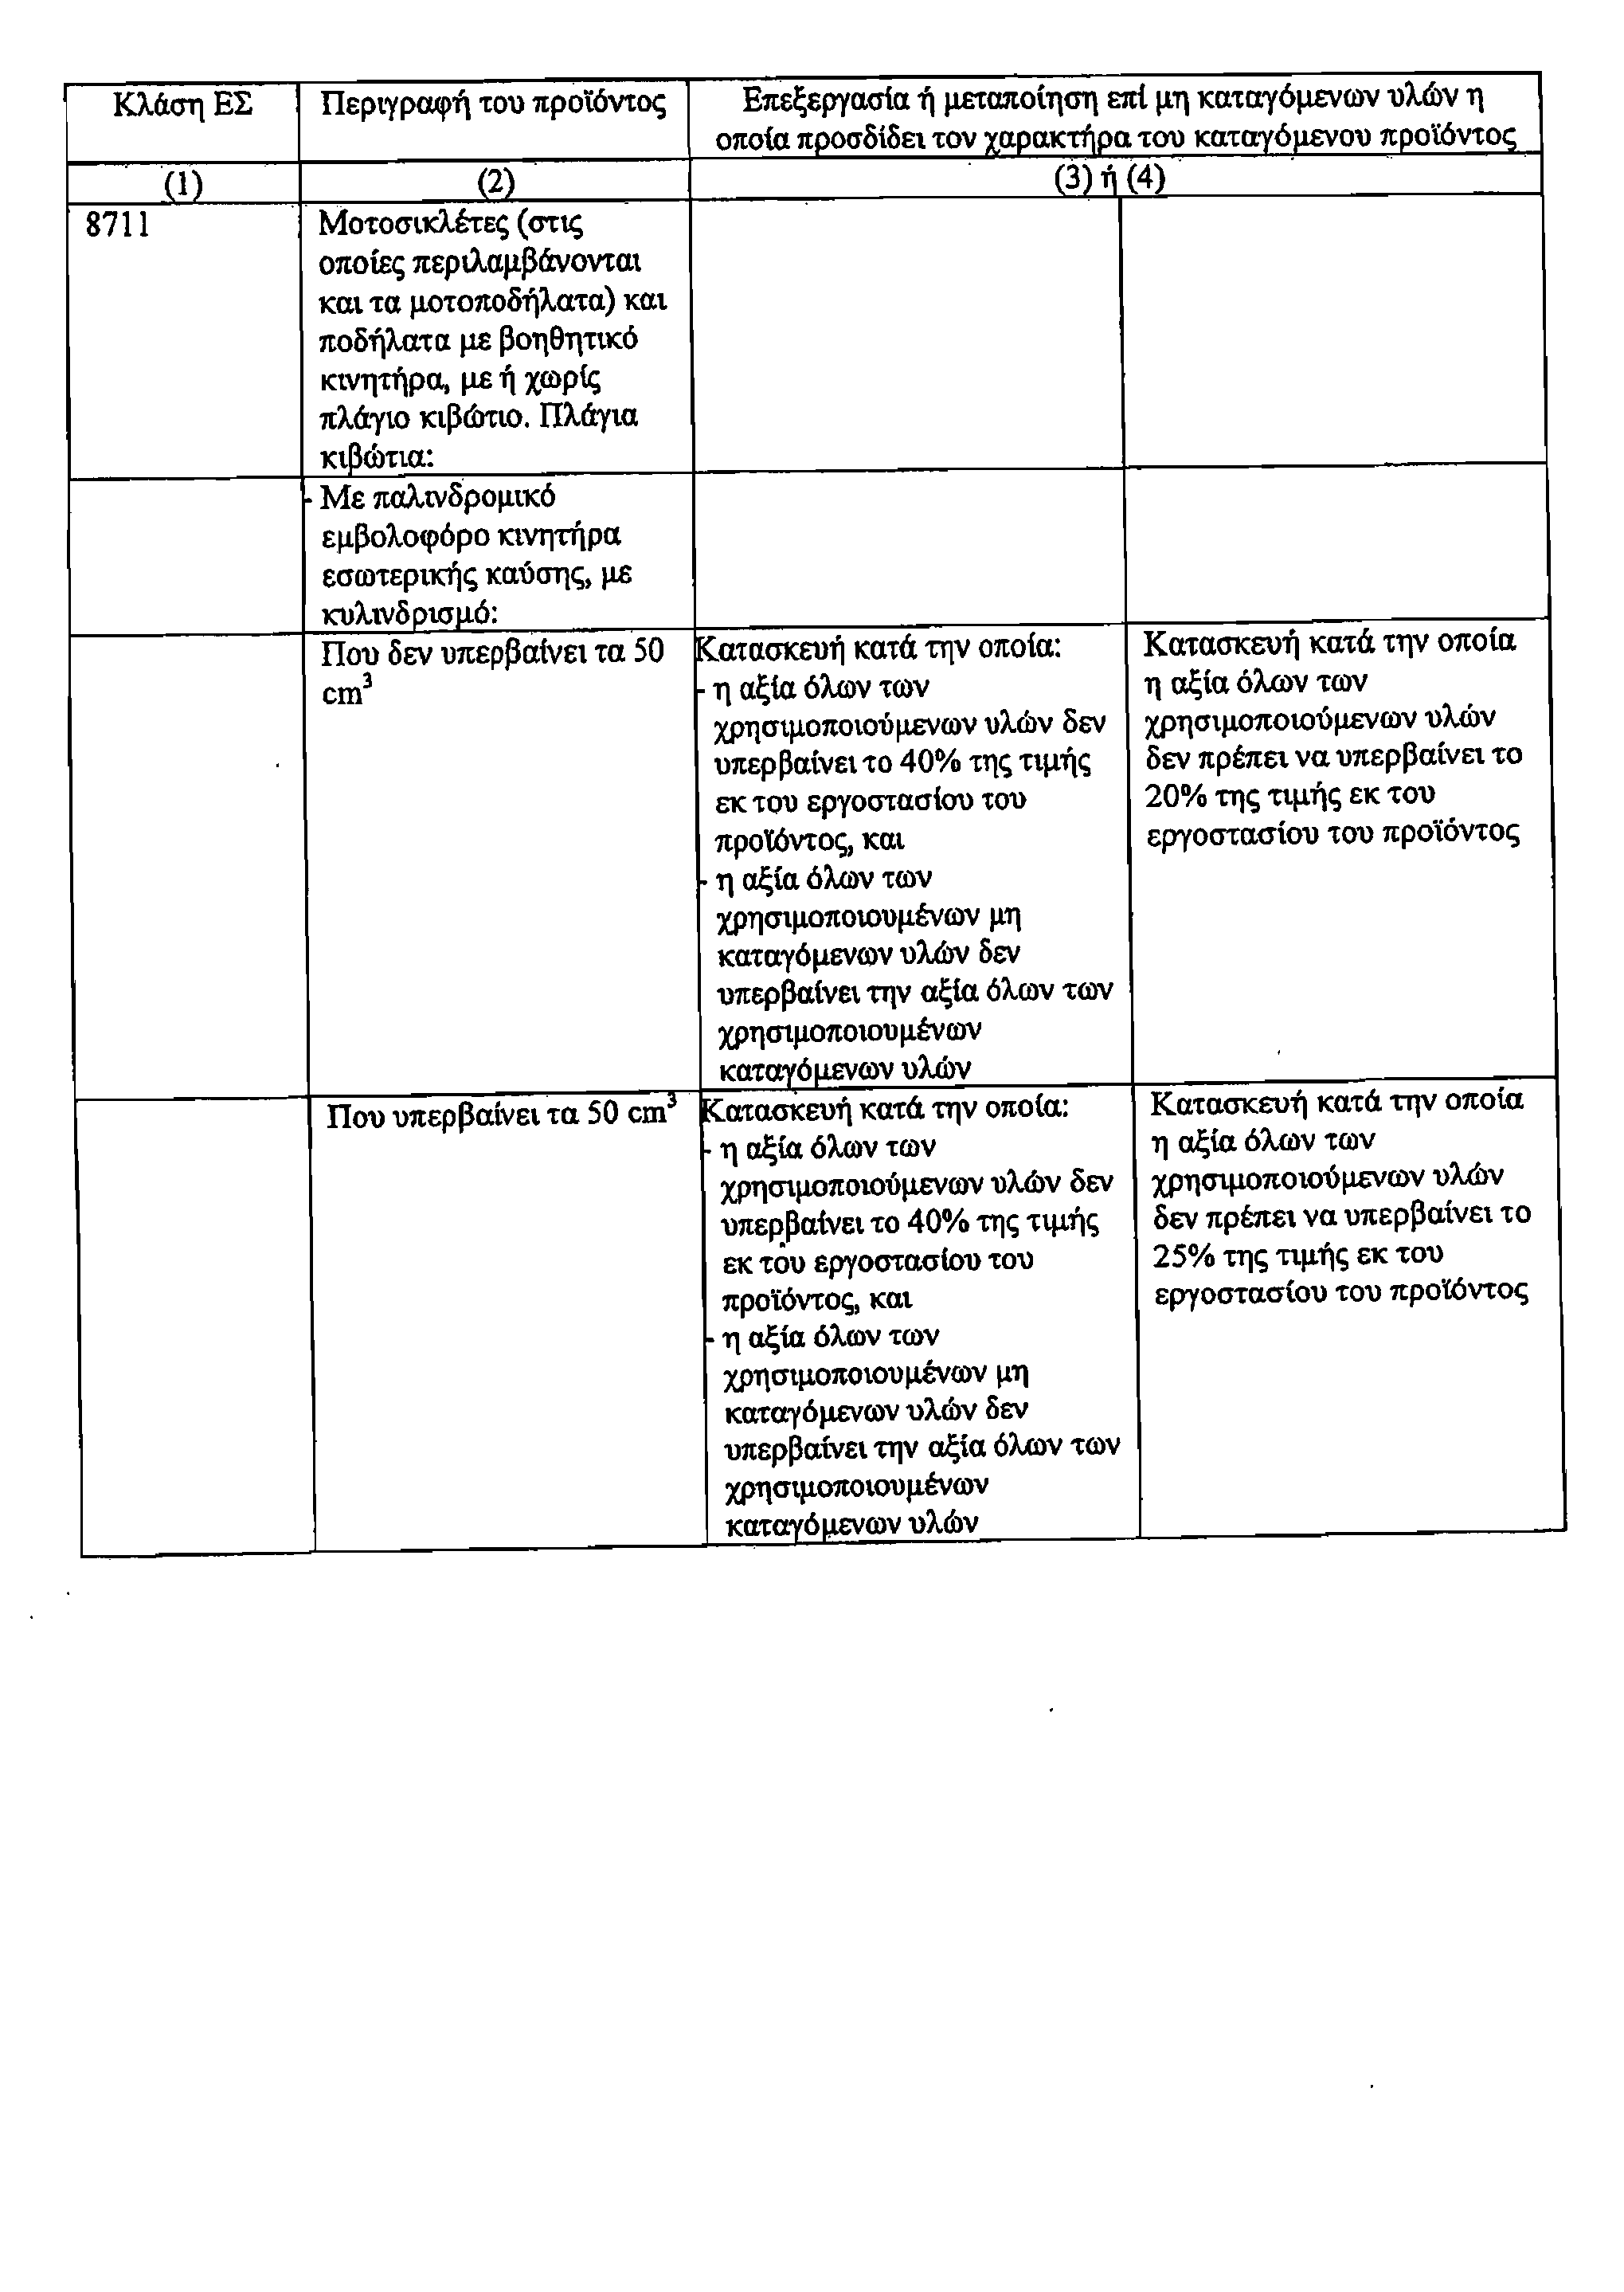 Κλάση ΕΣ
Περιγραφή του προϊόντος
Επεξεργασία ή μεταποίηση επί μη καταγόμενων υλών η
οποία προσδίδει τον χαρακτήρα του καταγόμενου προϊόντος
(1)
(2)
(3) ή (4)
8711
Μοτοσικλέτες (στις
οποίες περιλαμβάνονται
και τα μοτοποδήλατα) και
ποδήλατα με βοηθητικό
κινητήρα, με ή χωρίς
πλάγιο κιβώτιο. Πλάγια
κιβώτια:
- Με παλινδρομικό
εμβολοφόρο κινητήρα
εσωτερικής καύσης, με
κυλινδρισμό:
Που δεν υπερβαίνει τα 50
cm³
Κατασκευή κατά την οποία:
- η αξία όλων των
χρησιμοποιούμενων υλών δεν
υπερβαίνει το 40% της τιμής
εκ του εργοστασίου του
προϊόντος, και
- η αξία όλων των
χρησιμοποιουμένων μη
καταγόμενων υλών δεν
υπερβαίνει την αξία όλων των
χρησιμοποιουμένων
καταγόμενων υλών
Κατασκευή κατά την οποία
η αξία όλων των
χρησιμοποιούμενων υλών
δεν πρέπει να υπερβαίνει το
20% της τιμής εκ του
εργοστασίου του προϊόντος
Που υπερβαίνει τα 50 cm³
Κατασκευή κατά την οποία:
- η αξία όλων των
χρησιμοποιούμενων υλών δεν
υπερβαίνει το 40% της τιμής
εκ του εργοστασίου του
προϊόντος, και
- η αξία όλων των
χρησιμοποιουμένων μη
καταγόμενων υλών δεν
υπερβαίνει την αξία όλων των
χρησιμοποιουμένων
καταγόμενων υλών
Κατασκευή κατά την οποία
η αξία όλων των
χρησιμοποιούμενων υλών
δεν πρέπει να υπερβαίνει το
25% της τιμής εκ του
εργοστασίου του προϊόντος